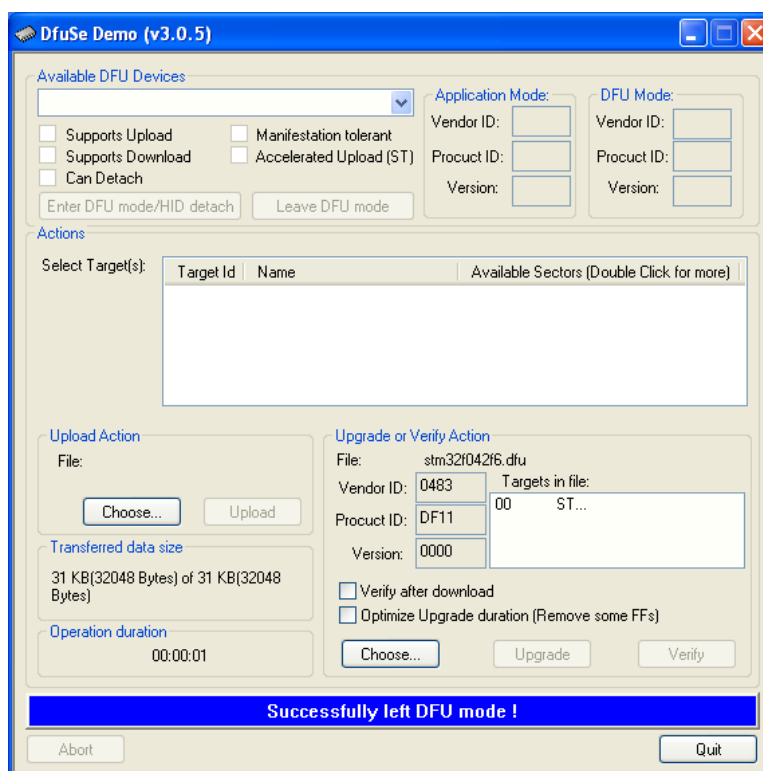 DfuSe Demo (v3.0.5)
Available DFU Devices
Application Mode:
DFU Mode:
Vendor ID:
Vendor ID:
Supports Upload
Manifestation tolerant
Supports Download
Accelerated Upload (ST)
Procuct ID:
Procuct ID:
Can Detach
Version:
Version:
Enter DFU mode/HID detach
Leave DFU mode
Actions
Select Target(s):
Target Id
Name
Available Sectors (Double Click for more)
Upload Action
File:
Choose...
Upload
Transferred data size
31 KB(32048 Bytes) of 31 KB(32048
Bytes)
Operation duration
00:00:01
Upgrade or Verify Action
File:
stm32f042f6.dfu
Vendor ID:
0483
Targets in file:
00
ST...
Procuct ID:
DF11
Version:
0000
Verify after download
Optimize Upgrade duration (Remove some FFs)
Choose...
Upgrade
Verify
Successfully left DFU mode !
Abort
Quit